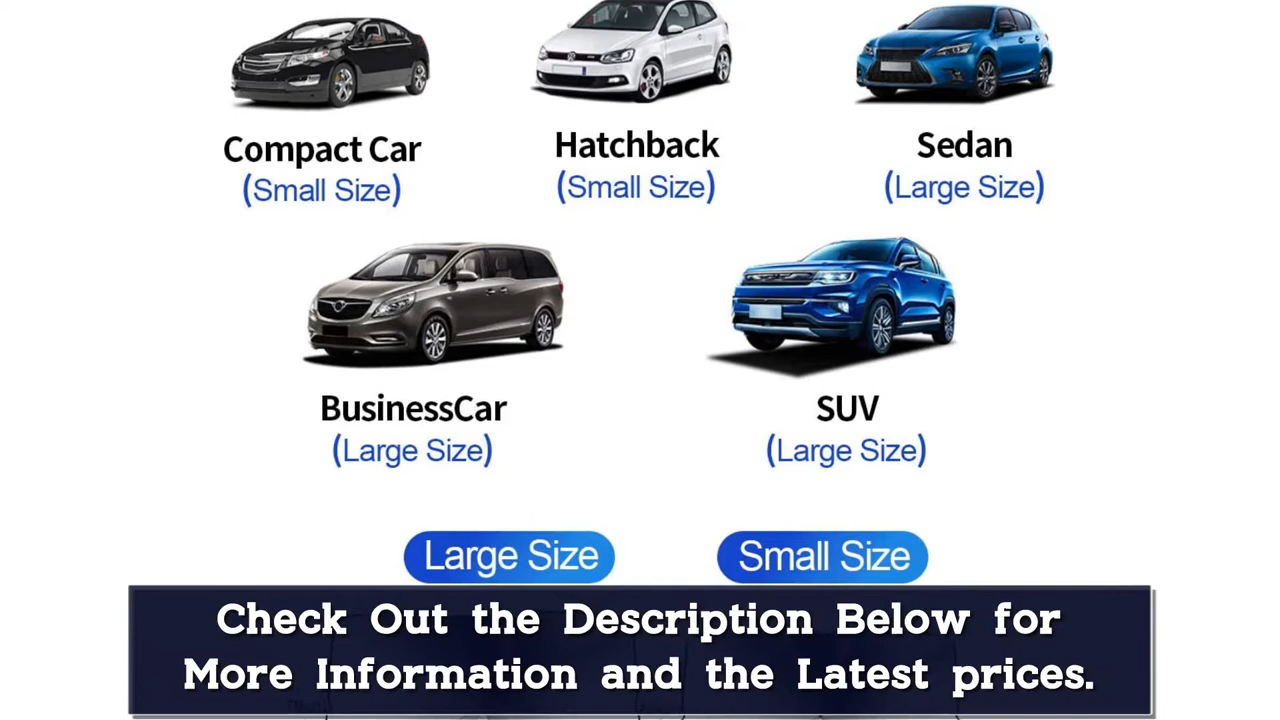 Compact Car
(Small Size)
Hatchback
(Small Size)
Sedan
(Large Size)
BusinessCar
(Large Size)
SUV
(Large Size)
Large Size
Small Size
Check Out the Description Below for
More Information and the Latest prices.